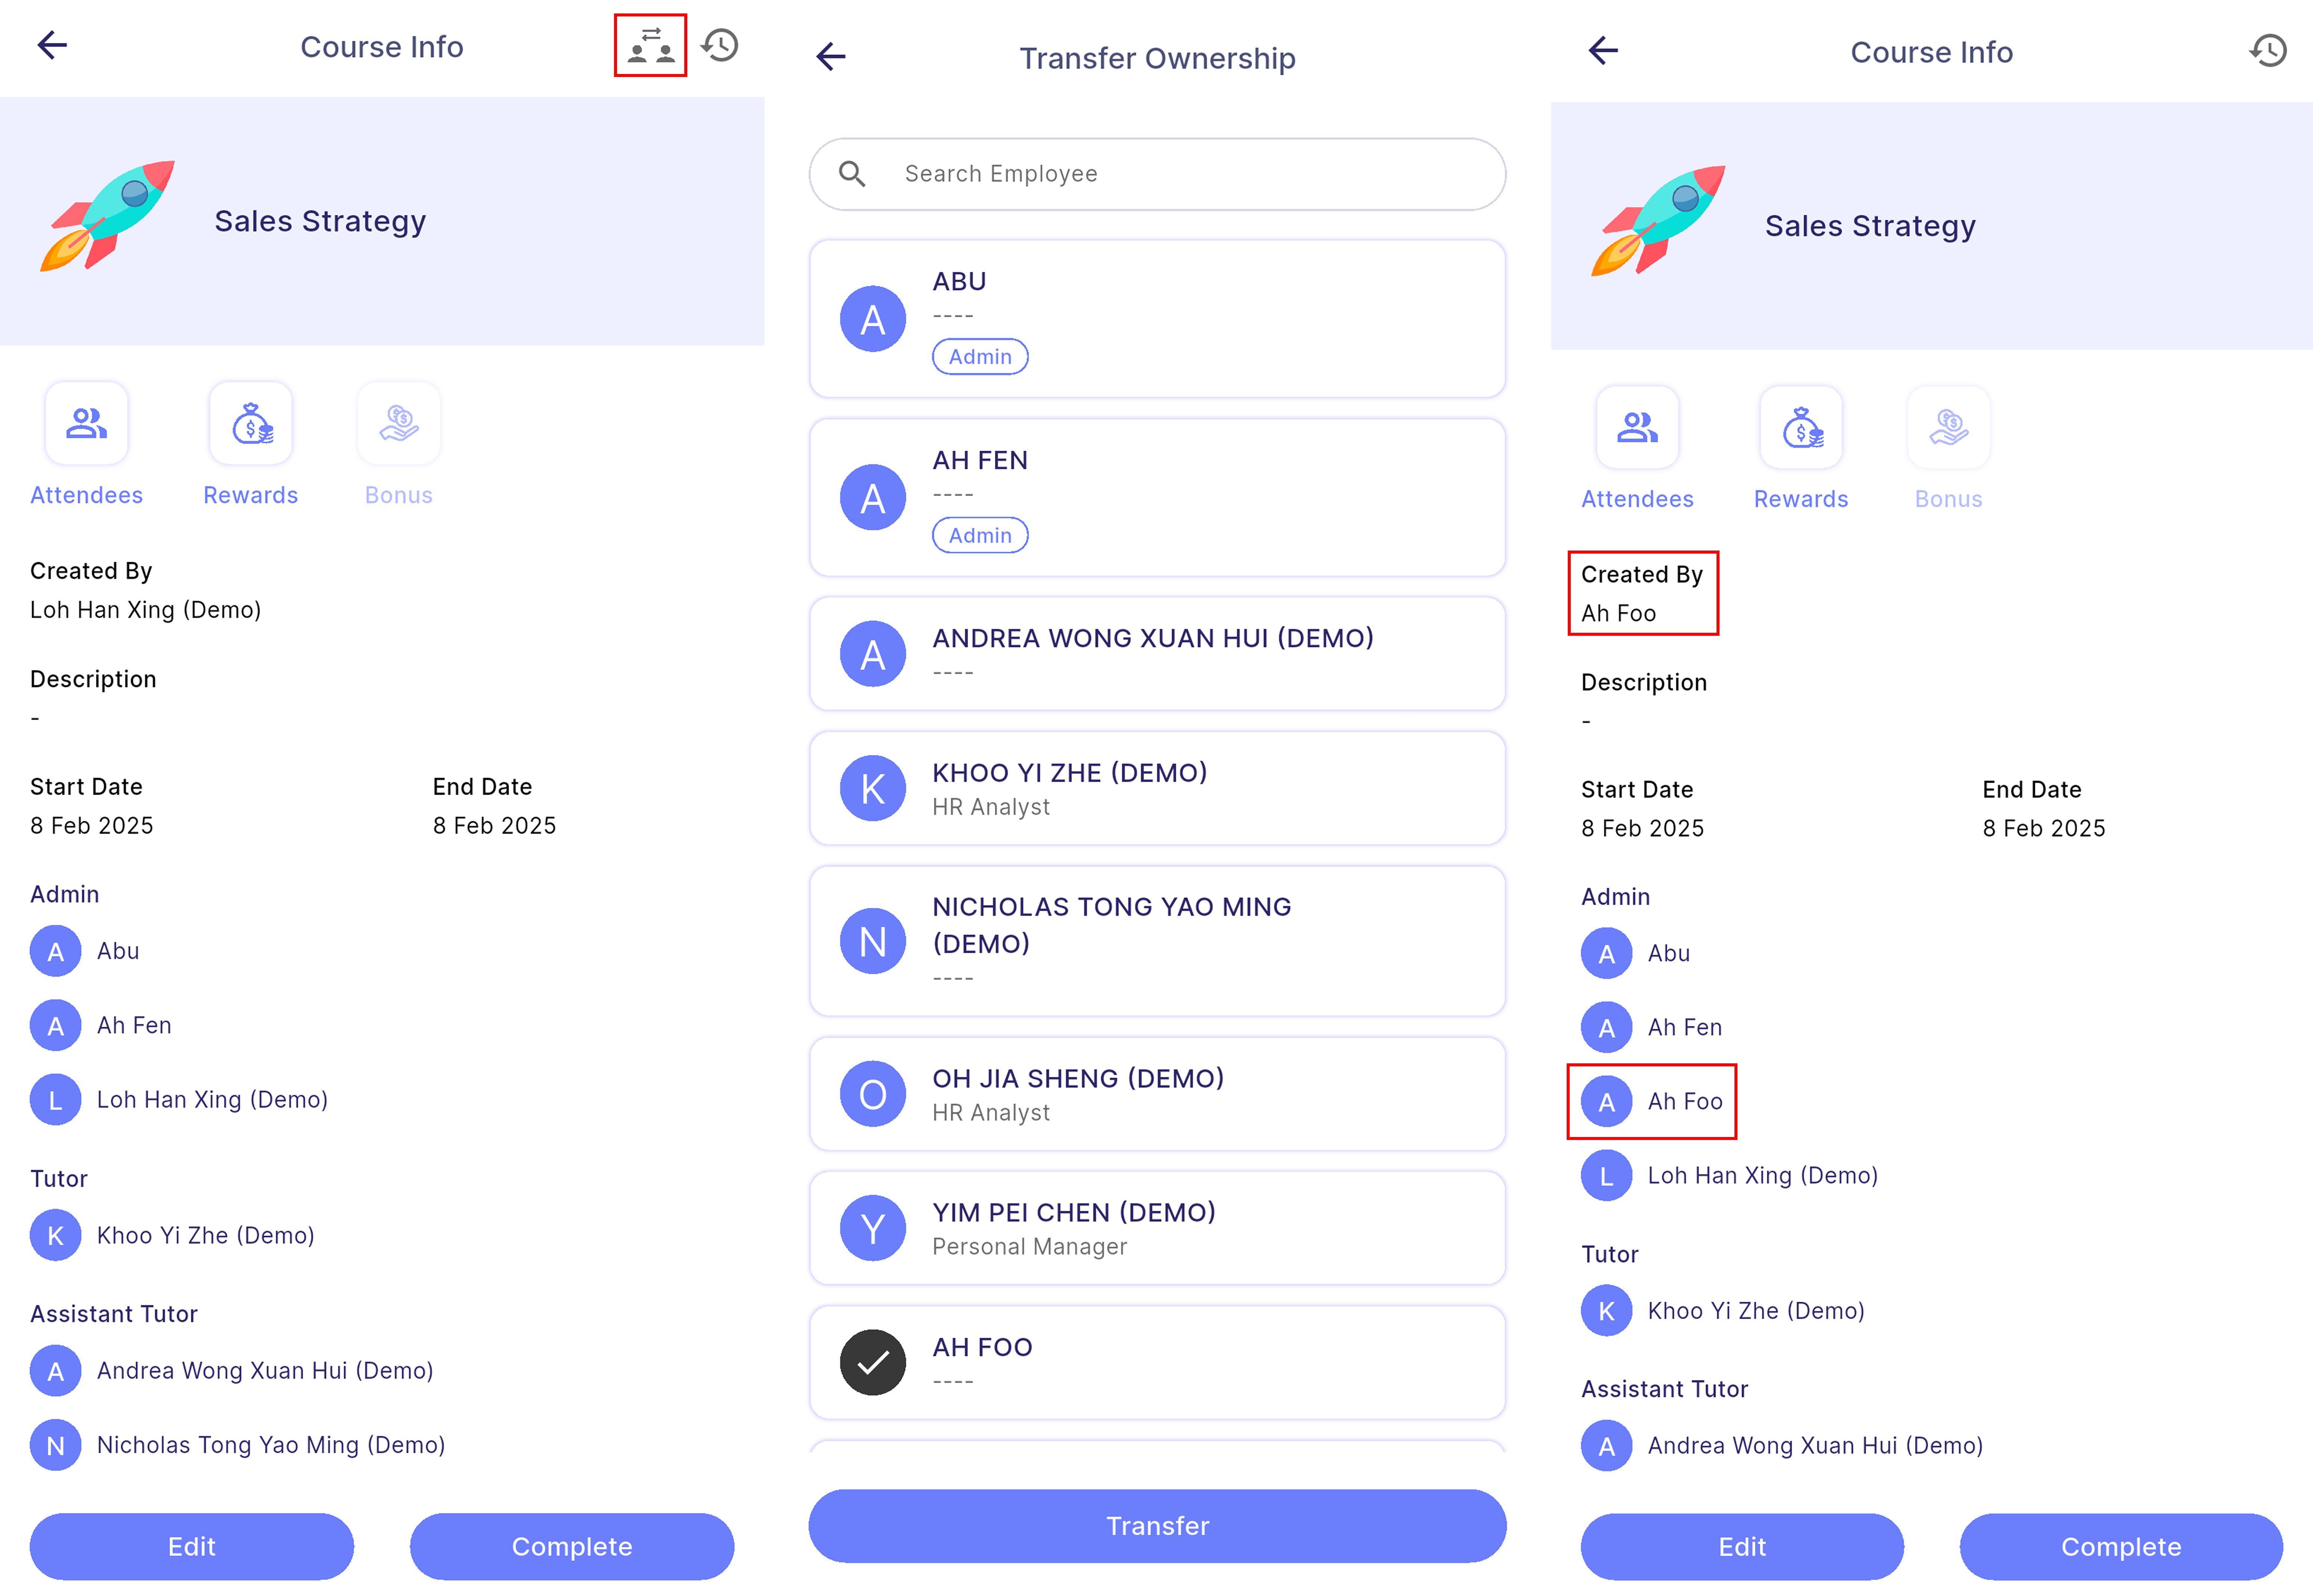 Course Info
Sales Strategy
Attendees
Rewards
Bonus
Created By
Loh Han Xing (Demo)
Description
-
Start Date
End Date
8 Feb 2025
8 Feb 2025
Admin
A
Abu
A
Ah Fen
L
Loh Han Xing (Demo)
Tutor
K
Khoo Yi Zhe (Demo)
Assistant Tutor
A
Andrea Wong Xuan Hui (Demo)
N
Nicholas Tong Yao Ming (Demo)
Edit
Complete
Transfer Ownership
Search Employee
A
ABU
----
Admin
A
AH FEN
----
Admin
A
ANDREA WONG XUAN HUI (DEMO)
----
K
KHOO YI ZHE (DEMO)
HR Analyst
N
NICHOLAS TONG YAO MING
(DEMO)
----
O
OH JIA SHENG (DEMO)
HR Analyst
Y
YIM PEI CHEN (DEMO)
Personal Manager
AH FOO
----
Transfer
Course Info
Sales Strategy
Attendees
Rewards
Bonus
Created By
Ah Foo
Description
-
Start Date
End Date
8 Feb 2025
8 Feb 2025
Admin
A
Abu
A
Ah Fen
A
Ah Foo
L
Loh Han Xing (Demo)
Tutor
K
Khoo Yi Zhe (Demo)
Assistant Tutor
A
Andrea Wong Xuan Hui (Demo)
Edit
Complete